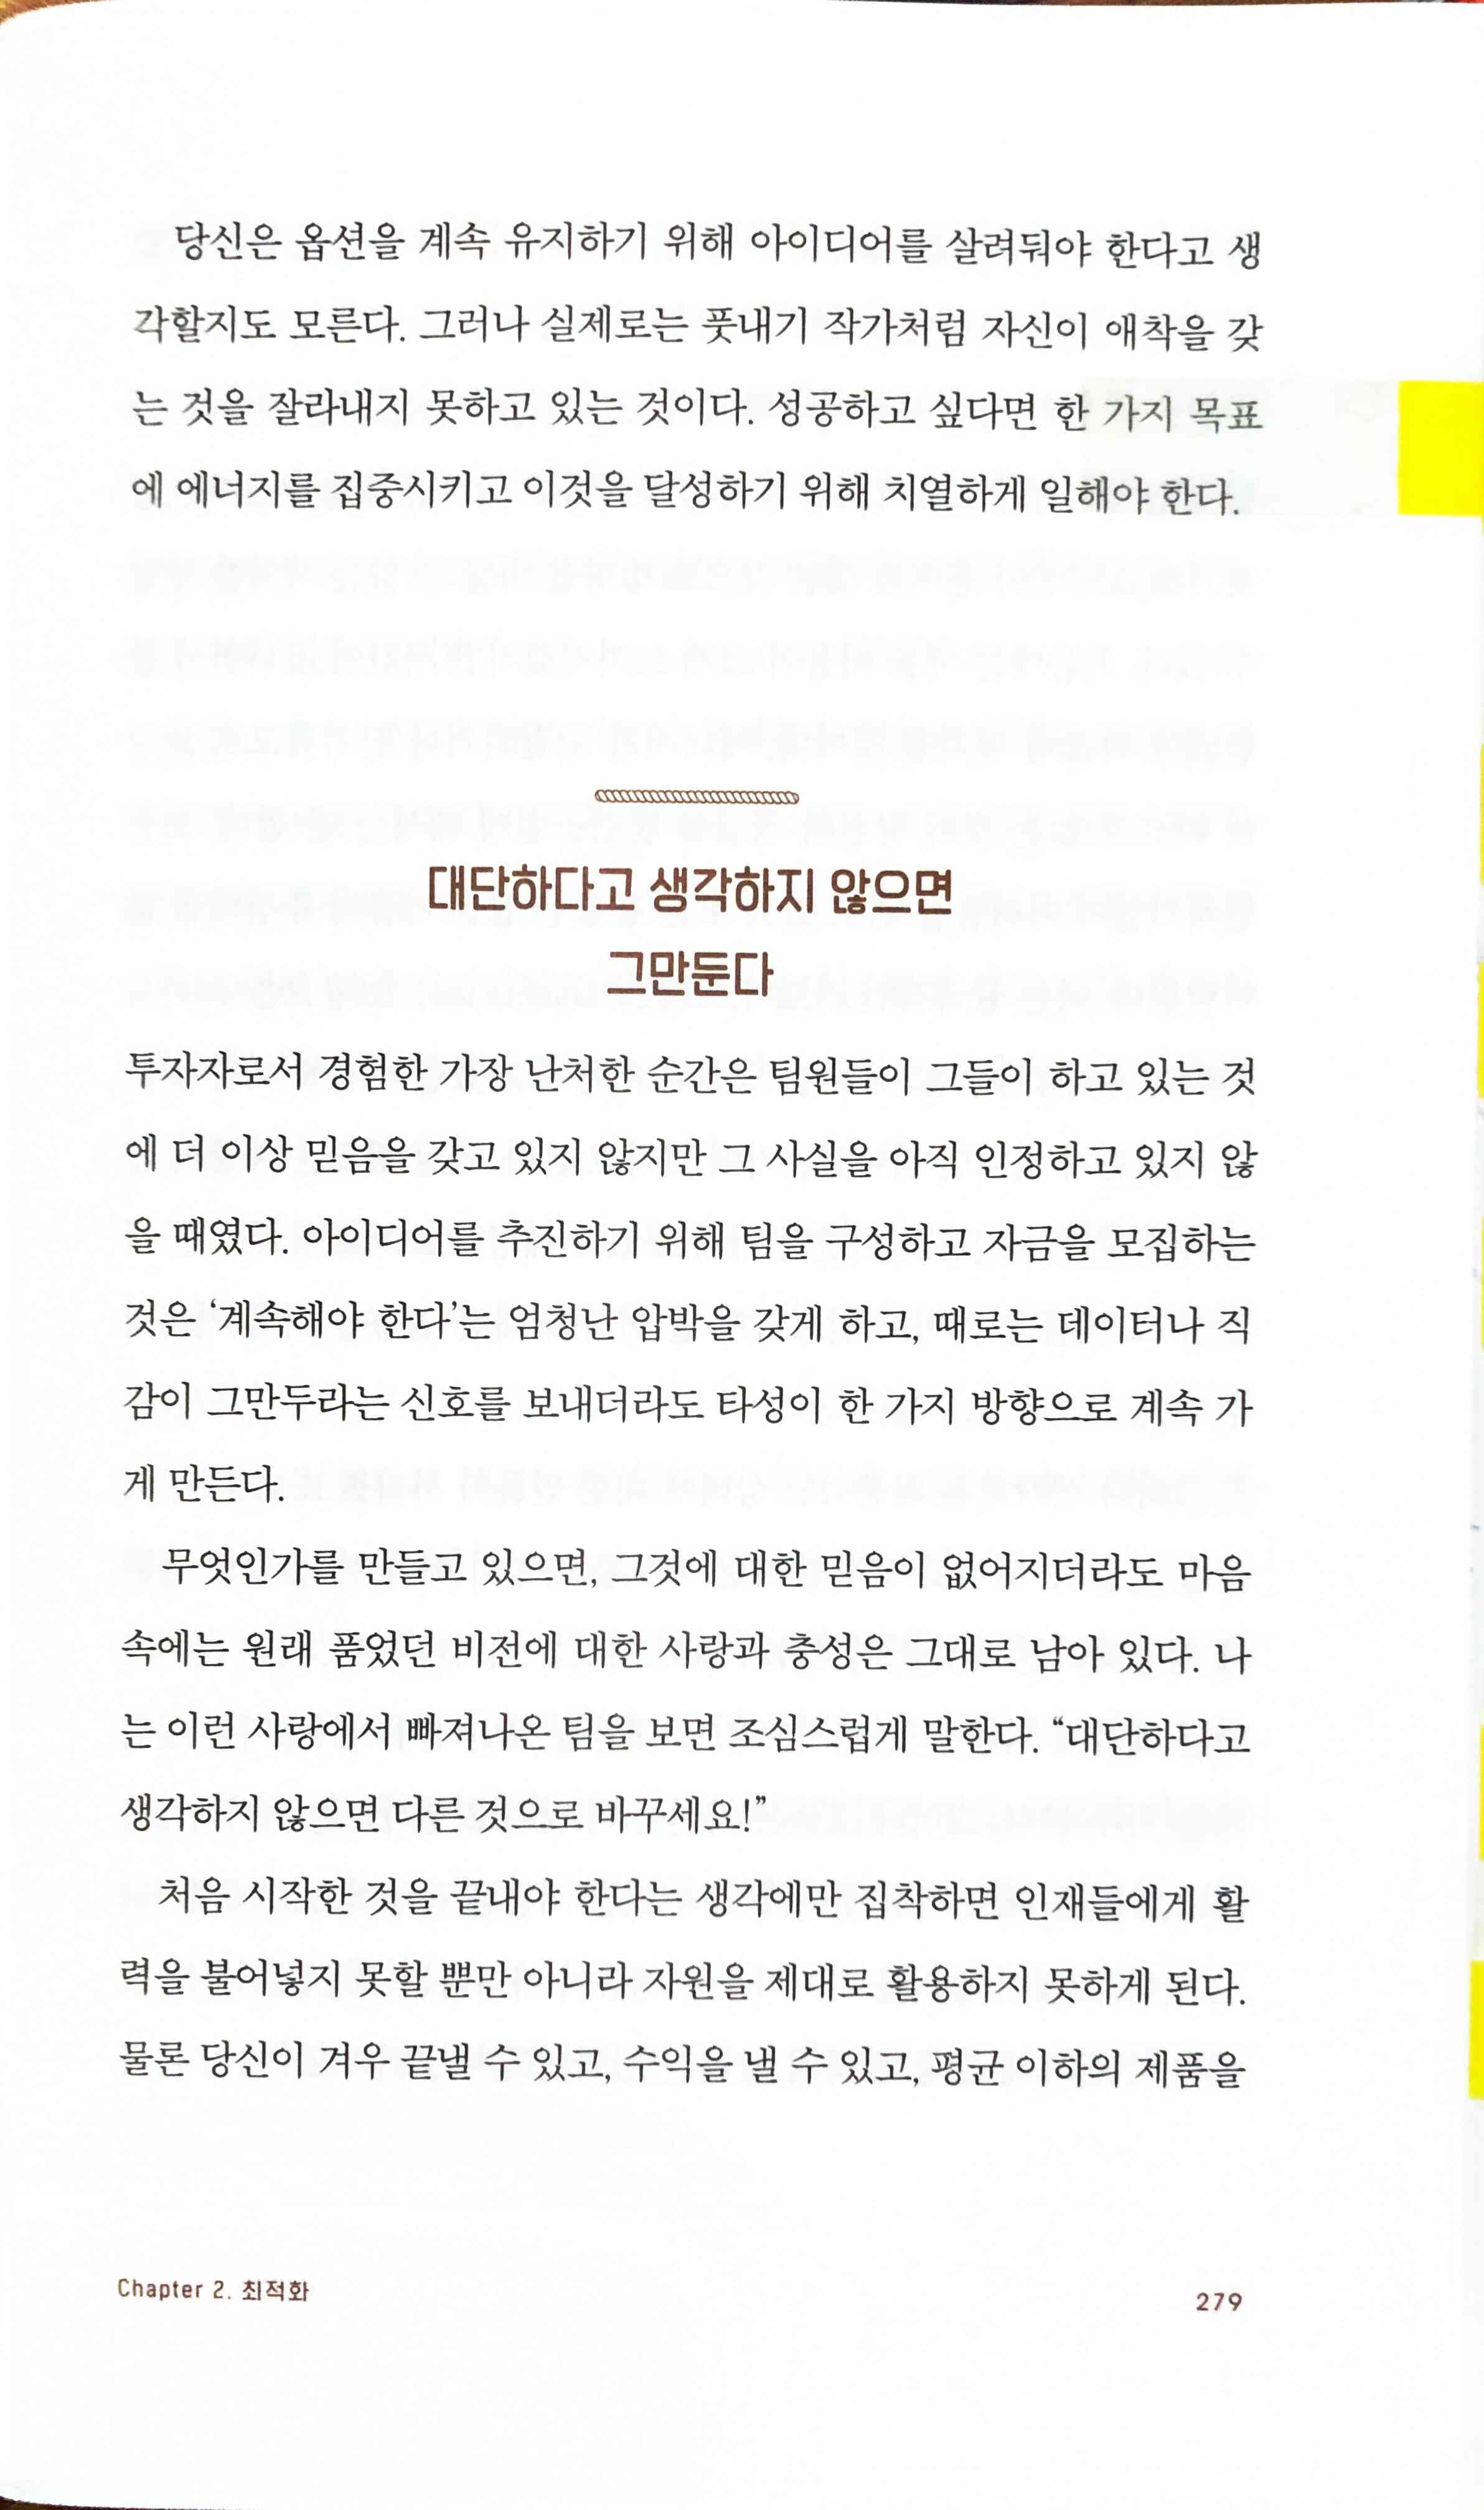 당신은 옵션을 계속 유지하기 위해 아이디어를 살려둬야 한다고 생
각할지도 모른다. 그러나 실제로는 풋내기 작가처럼 자신이 애착을 갖
는 것을 잘라내지 못하고 있는 것이다. 성공하고 싶다면 한 가지 목표
에 에너지를 집중시키고 이것을 달성하기 위해 치열하게 일해야 한다.
대단하다고 생각하지 않으면
그만둔다
투자자로서 경험한 가장 난처한 순간은 팀원들이 그들이 하고 있는 것
에 더 이상 믿음을 갖고 있지 않지만 그 사실을 아직 인정하고 있지 않
을 때였다. 아이디어를 추진하기 위해 팀을 구성하고 자금을 모집하는
것은 ‘계속해야 한다’는 엄청난 압박을 갖게 하고, 때로는 데이터나 직
감이 그만두라는 신호를 보내더라도 타성이 한 가지 방향으로 계속 가
게 만든다.
무엇인가를 만들고 있으면, 그것에 대한 믿음이 없어지더라도 마음
속에는 원래 품었던 비전에 대한 사랑과 충성은 그대로 남아 있다. 나
는 이런 사랑에서 빠져나온 팀을 보면 조심스럽게 말한다. “대단하다고
생각하지 않으면 다른 것으로 바꾸세요!”
처음 시작한 것을 끝내야 한다는 생각에만 집착하면 인재들에게 활
력을 불어넣지 못할 뿐만 아니라 자원을 제대로 활용하지 못하게 된다.
물론 당신이 겨우 끝낼 수 있고, 수익을 낼 수 있고, 평균 이하의 제품을
Chapter 2. 최적화
279